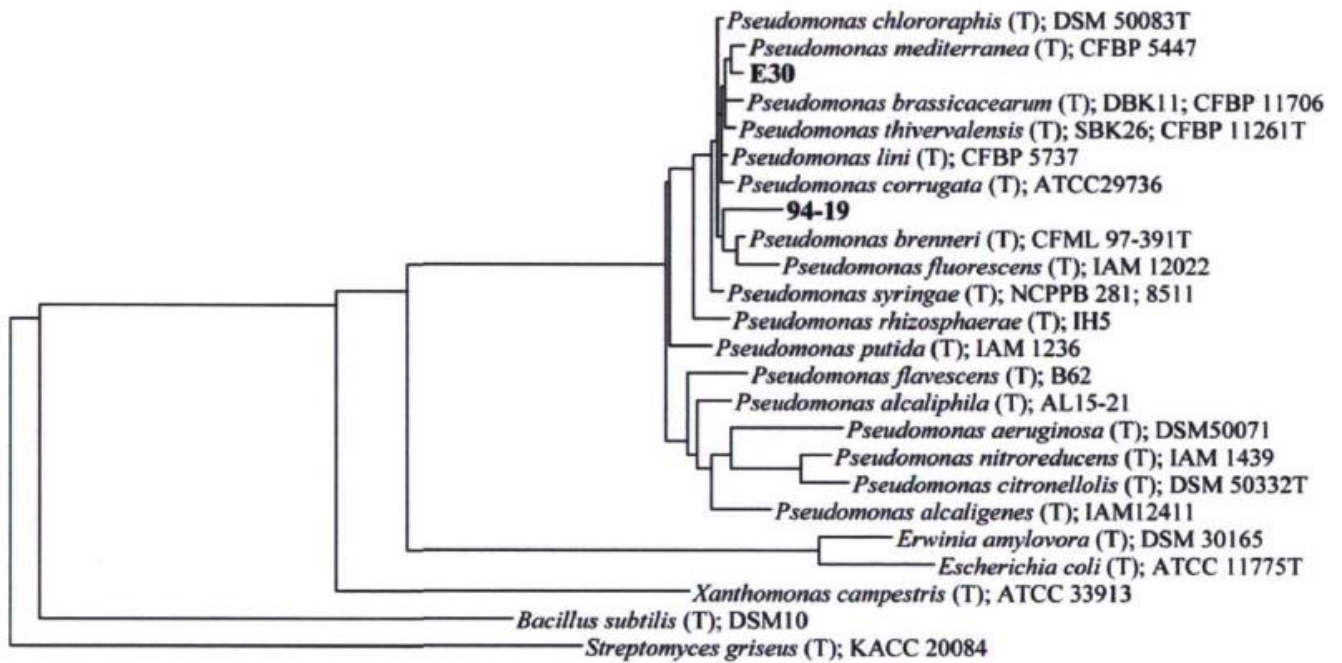 Pseudomonas chlororaphis (T); DSM 50083T
Pseudomonas mediterranea (T); CFBP 5447
E30
Pseudomonas brassicacearum (T); DBK11; CFBP 11706
Pseudomonas thivervalensis (T); SBK26; CFBP 11261T
Pseudomonas lini (T); CFBP 5737
Pseudomonas corrugata (T); ATCC29736
94-19
Pseudomonas brenneri (T); CFML 97-391T
Pseudomonas fluorescens (T); IAM 12022
Pseudomonas syringae (T); NCPPB 281; 8511
Pseudomonas rhizosphaerae (T); IH5
Pseudomonas putida (T); IAM 1236
Pseudomonas flavescens (T); B62
Pseudomonas alcaliphila (T); AL15-21
Pseudomonas aeruginosa (T); DSM50071
Pseudomonas nitroreducens (T); IAM 1439
Pseudomonas citronellolis (T); DSM 50332T
Pseudomonas alcaligenes (T); IAM12411
Erwinia amylovora (T); DSM 30165
Escherichia coli (T); ATCC 11775T
Xanthomonas campestris (T); ATCC 33913
Bacillus subtilis (T); DSM10
Streptomyces griseus (T); KACC 20084